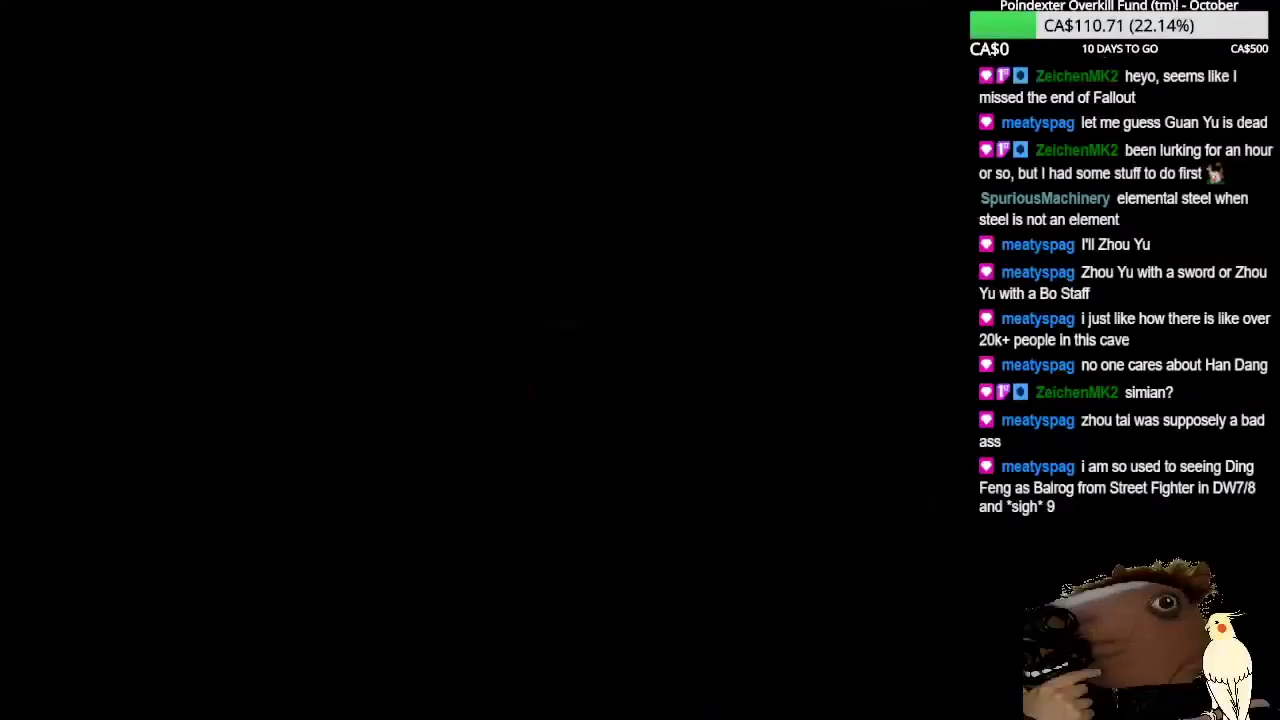 Poindexter Overkill Fund (tm)! - October
CA$110.71 (22.14%)
CA$0 10 DAYS TO GO CA$500
ZeichenMK2 heyo, seems like I
missed the end of Fallout
meatyspag let me guess Guan Yu is dead
ZeichenMK2 been lurking for an hour
or so, but I had some stuff to do first
SpuriousMachinery elemental steel when
steel is not an element
meatyspag I'll Zhou Yu
meatyspag Zhou Yu with a sword or Zhou
Yu with a Bo Staff
meatyspag i just like how there is like over
20k+ people in this cave
meatyspag no one cares about Han Dang
ZeichenMK2 simian?
meatyspag zhou tai was supposely a bad
ass
meatyspag i am so used to seeing Ding
Feng as Balrog from Street Fighter in DW7/8
and *sigh* 9